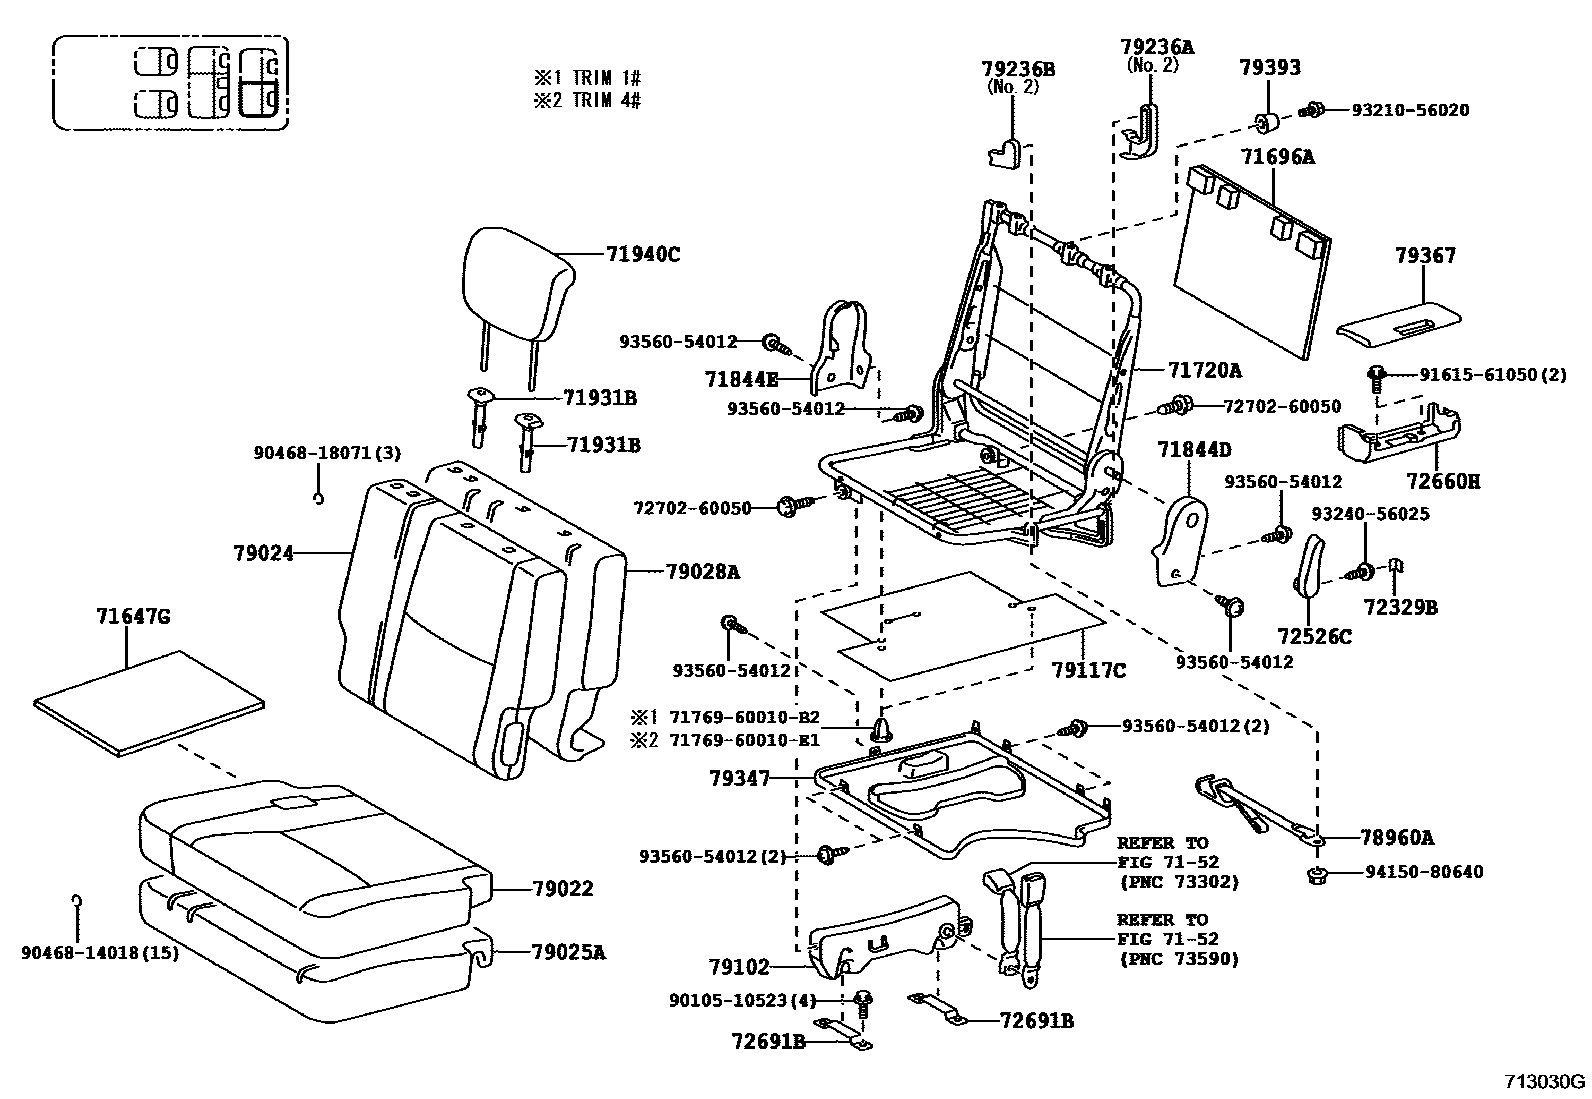 ※1 TRIM 1#
※2 TRIM 4#
79236B
(No.2)
79236A
(No.2)
79393
93210-56020
71696A
71940C
79367
93560-54012
71844E
71720A
91615-61050(2)
71931B
93560-54012
72702-60050
71931B
90468-18071(3)
71844D
72660H
93560-54012
72702-60050
93240-56025
79024
79028A
72329B
71647G
72526C
93560-54012
93560-54012
79117C
※1 71769-60010-B2
※2 71769-60010-E1
93560-54012(2)
79347
78960A
REFER TO
FIG 71-52
(PNC 73302)
93560-54012(2)
94150-80640
79022
REFER TO
FIG 71-52
(PNC 73590)
90468-14018(15)
79025A
79102
90105-10523(4)
72691B
72691B
713030G